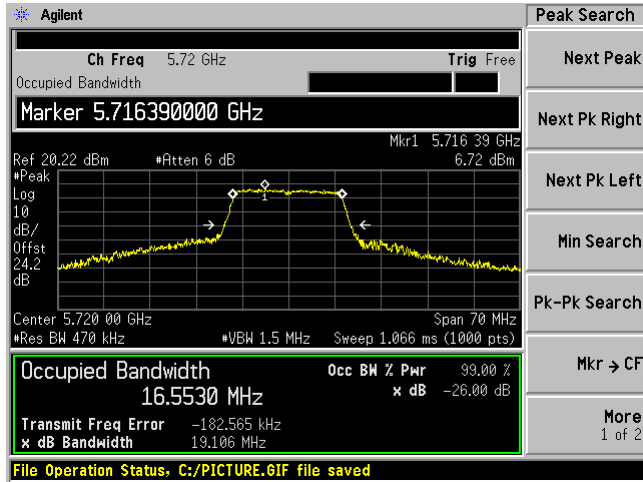 Agilent
Peak Search
Ch Freq 5.72 GHz Trig Free
Occupied Bandwidth
Marker 5.716390000 GHz
Mkr1 5.716 39 GHz
Ref 20.22 dBm #Atten 6 dB 6.72 dBm
#Peak
Log
10
dB/
Offst
24.2
dB
1
Center 5.720 00 GHz Span 70 MHz
#Res BW 470 kHz #VBW 1.5 MHz Sweep 1.066 ms (1000 pts)
Occupied Bandwidth Occ BW % Pwr 99.00 %
16.5530 MHz x dB -26.00 dB
Transmit Freq Error -182.565 kHz
x dB Bandwidth 19.106 MHz
File Operation Status, C:/PICTURE.GIF file saved
Next Peak
Next Pk Right
Next Pk Left
Min Search
Pk-Pk Search
Mkr → CF
More
1 of 2